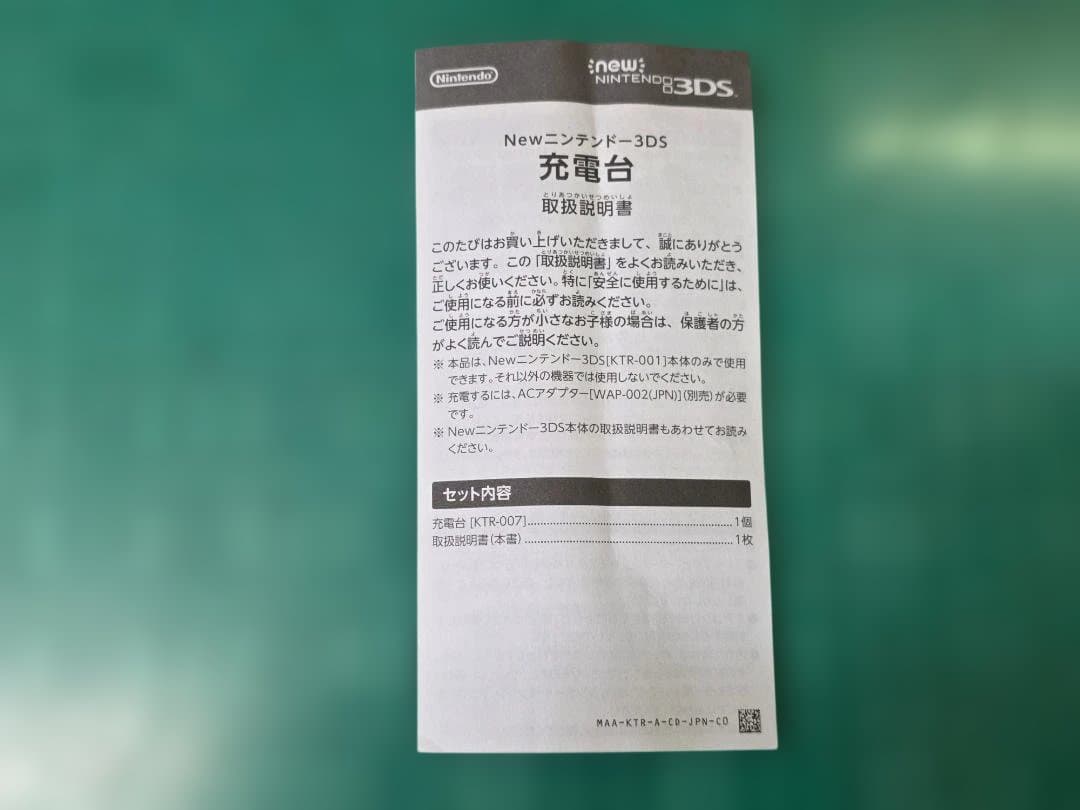 Nintendo
new
NINTENDO 3DS
Newニンテンドー3DS
充電台
とりあつかいせつめいしょ
取扱説明書
このたびはお買い上げいただきまして、誠にありがとう
ございます。この「取扱説明書」をよくお読みいただき、
正しくお使いください。特に「安全に使用するために」は、
ご使用になる前に必ずお読みください。
ご使用になる方が小さなお子様の場合は、保護者の方
がよく読んでご説明ください。
※ 本品は、Newニンテンドー3DS[KTR-001]本体のみで使用
できます。それ以外の機器では使用しないでください。
※ 充電するには、ACアダプター[WAP-002(JPN)](別売)が必要
です。
※ Newニンテンドー3DS本体の取扱説明書もあわせてお読み
ください。
セット内容
充電台 [KTR-007]........................................1個
取扱説明書(本書)........................................1枚
MAA-KTR-A-CD-JPN-C0